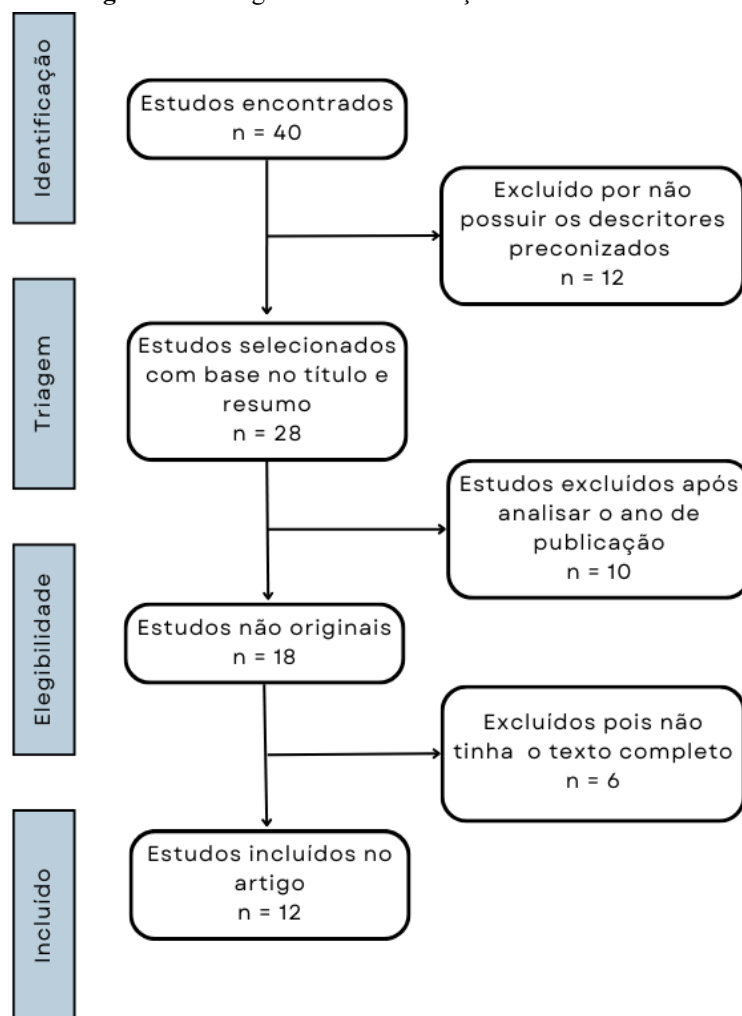 Identificação
Estudos encontrados
n = 40
Excluído por não
possuir os descritores
preconizados
n = 12
Triagem
Estudos selecionados
com base no título e
resumo
n = 28
Estudos excluídos após
analisar o ano de
publicação
n = 10
Elegibilidade
Estudos não originais
n = 18
Excluídos pois não
tinha o texto completo
n = 6
Incluído
Estudos incluídos no
artigo
n = 12